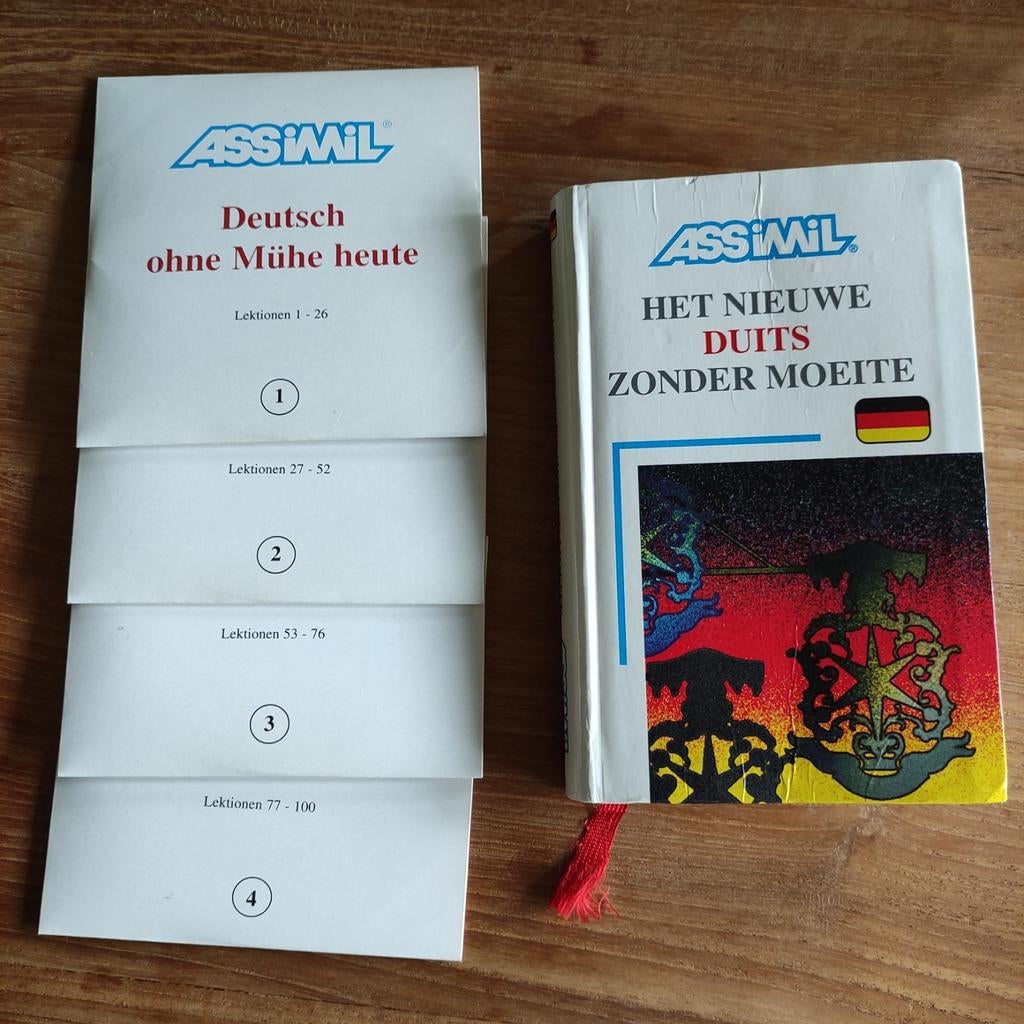 ASSiMiL®
Deutsch
ohne Mühe heute
Lektionen 1 - 26
1
Lektionen 27 - 52
2
Lektionen 53 - 76
3
Lektionen 77 - 100
4
ASSiMiL®
HET NIEUWE
DUITS
ZONDER MOEITE